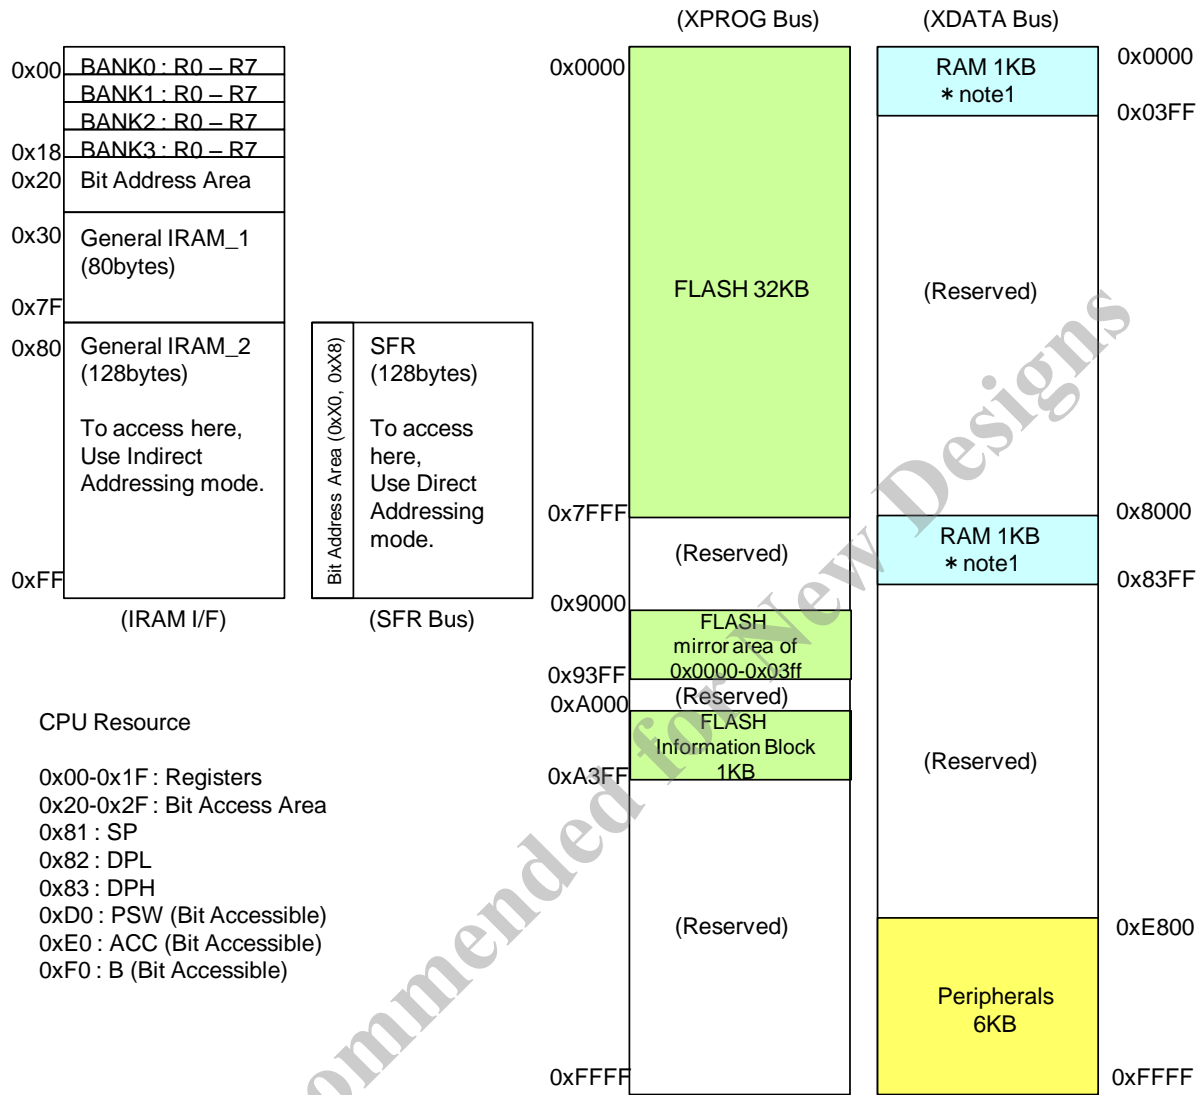 (XPROG Bus)
(XDATA Bus)
0x00
BANK0 : R0 – R7
BANK1 : R0 – R7
BANK2 : R0 – R7
0x18
BANK3 : R0 – R7
0x20
Bit Address Area
0x30
General IRAM_1
(80bytes)
0x7F
0x80
General IRAM_2
(128bytes)
To access here,
Use Indirect
Addressing mode.
0xFF
(IRAM I/F)
Bit Address Area (0xX0, 0xX8)
SFR
(128bytes)
To access
here,
Use Direct
Addressing
mode.
(SFR Bus)
CPU Resource
0x00-0x1F : Registers
0x20-0x2F : Bit Access Area
0x81 : SP
0x82 : DPL
0x83 : DPH
0xD0 : PSW (Bit Accessible)
0xE0 : ACC (Bit Accessible)
0xF0 : B (Bit Accessible)
0x0000
FLASH 32KB
0x7FFF
(Reserved)
0x9000
FLASH
mirror area of
0x0000-0x03ff
0x93FF
(Reserved)
0xA000
FLASH
Information Block
1KB
0xA3FF
(Reserved)
0xFFFF
RAM 1KB
* note1
0x0000
0x03FF
(Reserved)
0x8000
RAM 1KB
* note1
0x83FF
(Reserved)
0xE800
Peripherals
6KB
0xFFFF
ommended for New Designs